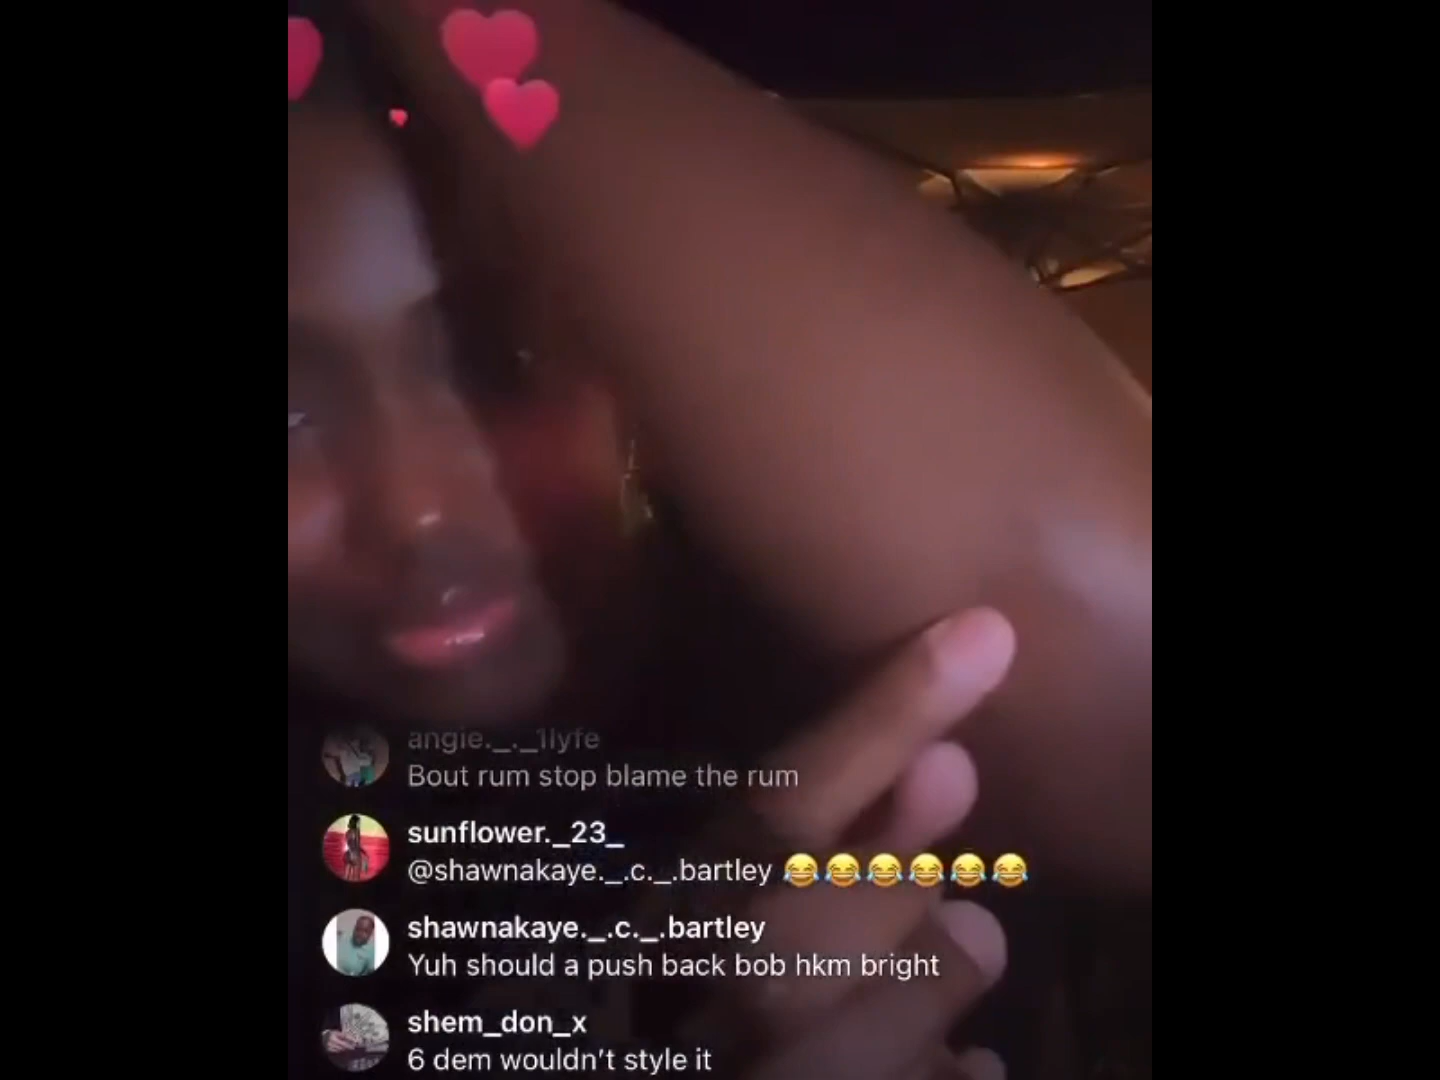 angie._._1lyfe
Bout rum stop blame the rum
sunflower._23_
@shawnakaye._.c._.bartley 😂😂😂😂😂😂
shawnakaye._.c._.bartley
Yuh should a push back bob hkm bright
shem_don_x
6 dem wouldn't style it